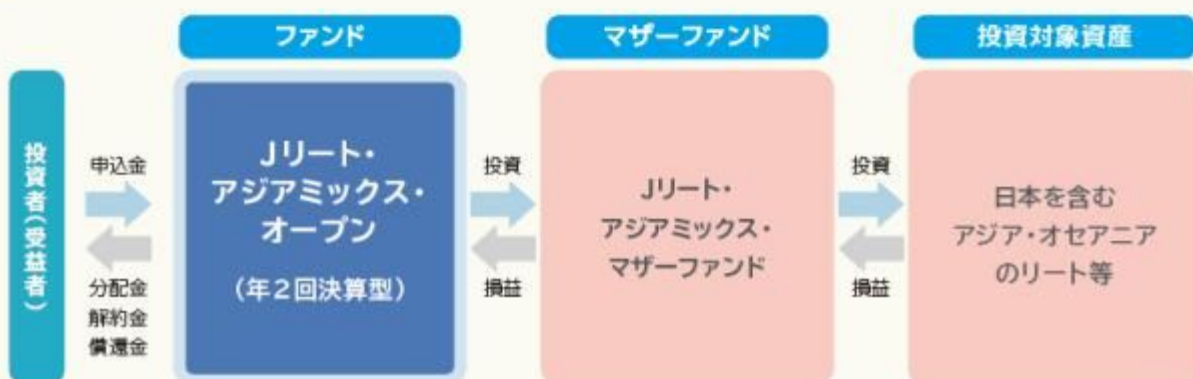 ファンド
マザーファンド
投資対象資産
投資者(受益者)
申込金
分配金
解約金
償還金
Jリート・
アジアミックス・
オープン
(年2回決算型)
投資
損益
Jリート・
アジアミックス・
マザーファンド
投資
損益
日本を含む
アジア・オセアニア
のリート等